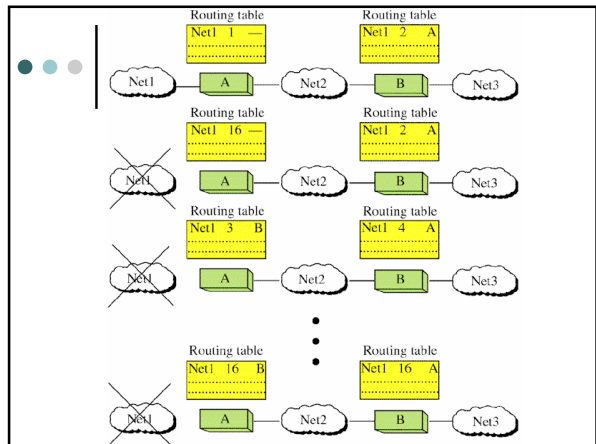 Routing table Routing table
Net1 1 — Net1 2 A
Net1 A Net2 B Net3
Routing table Routing table
Net1 16 — Net1 2 A
Net1 A Net2 B Net3
Routing table Routing table
Net1 3 B Net1 4 A
Net1 A Net2 B Net3
Routing table Routing table
Net1 16 B Net1 16 A
Net1 A Net2 B Net3